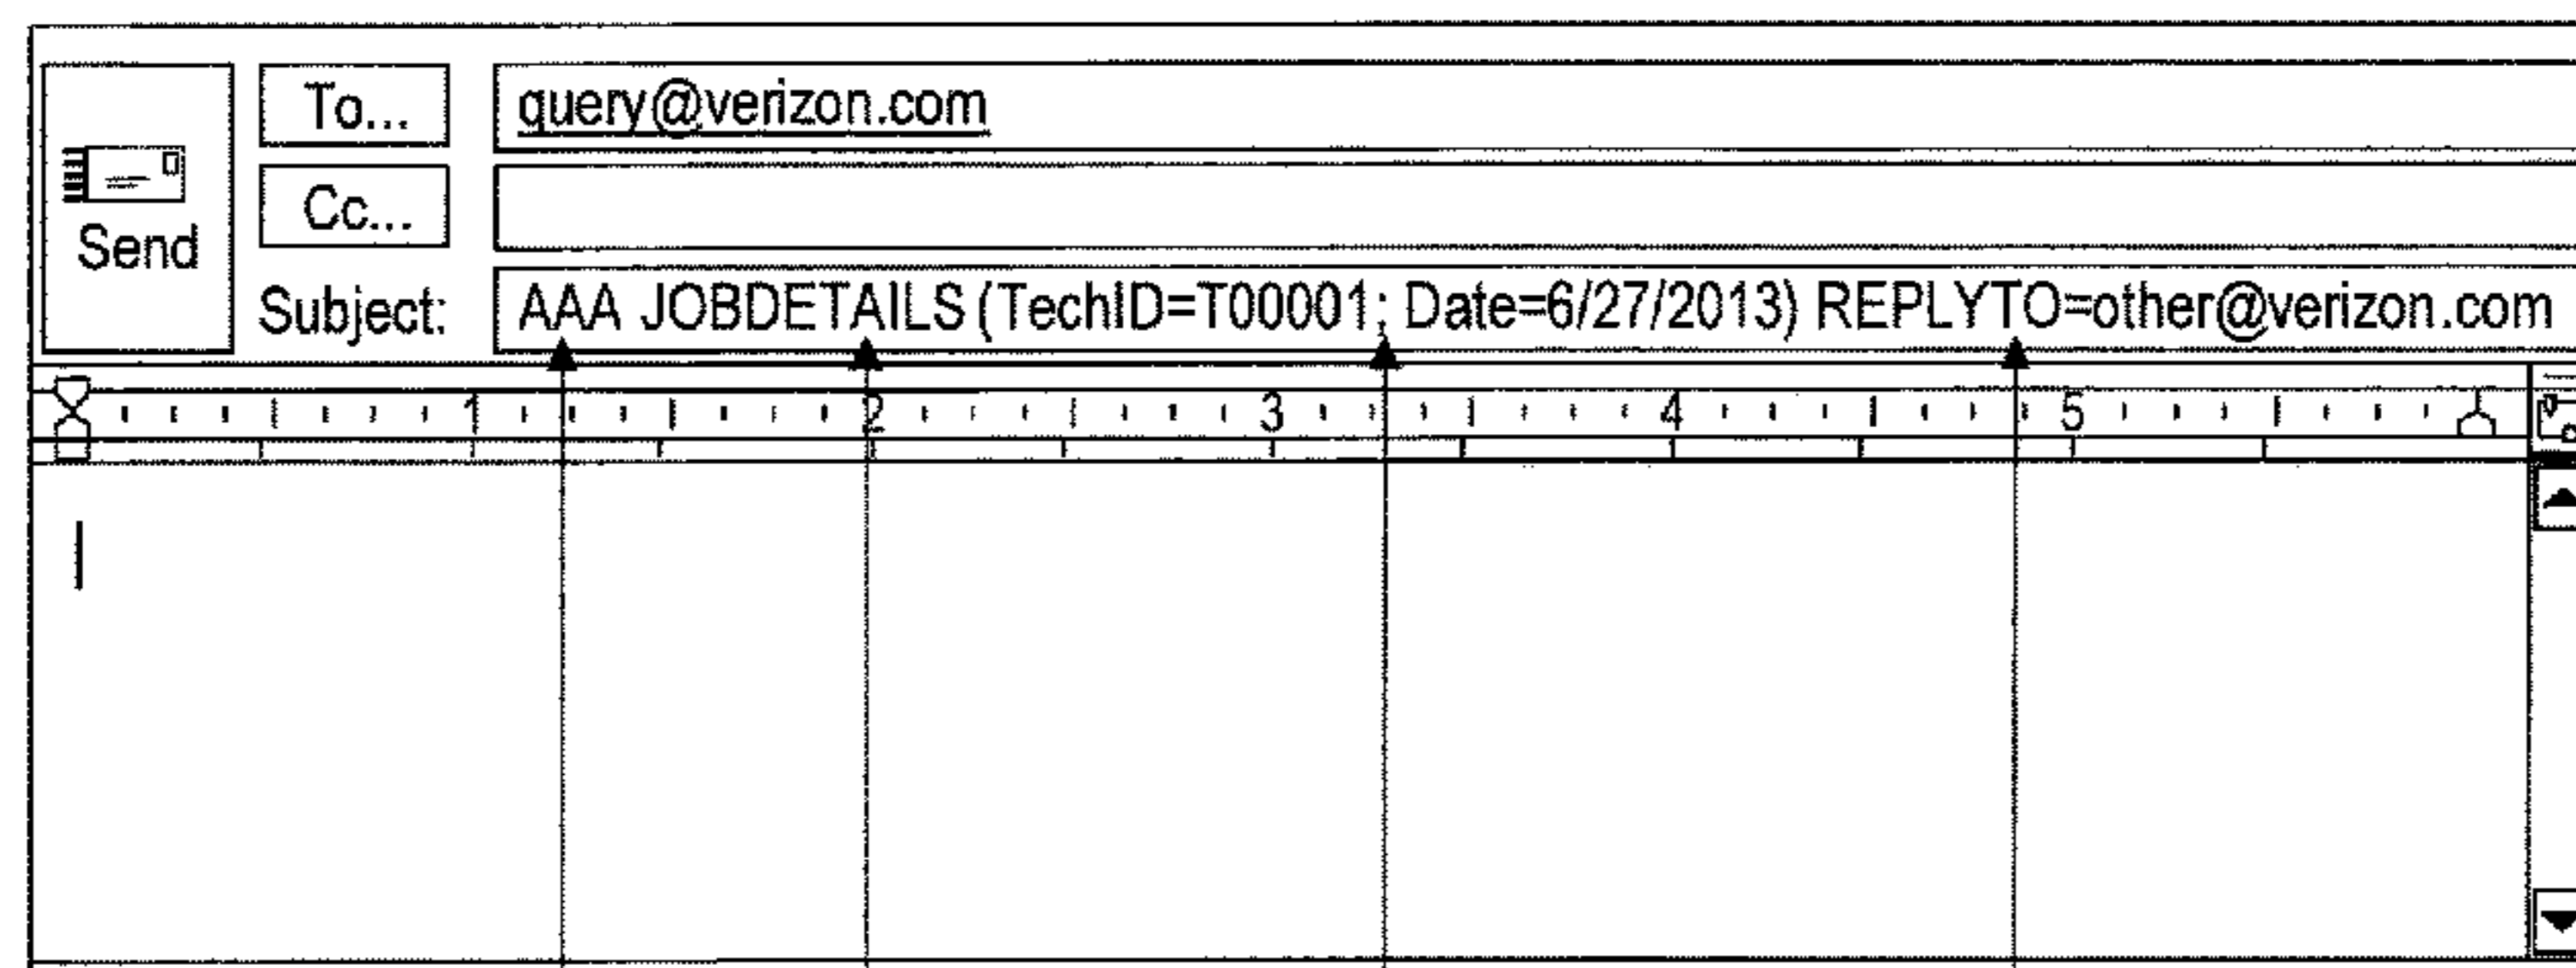 To... query@verizon.com
Cc...
Send
Subject: AAA JOBDETAILS (TechID=T00001; Date=6/27/2013) REPLYTO=other@verizon.com
1 2 3 4 5